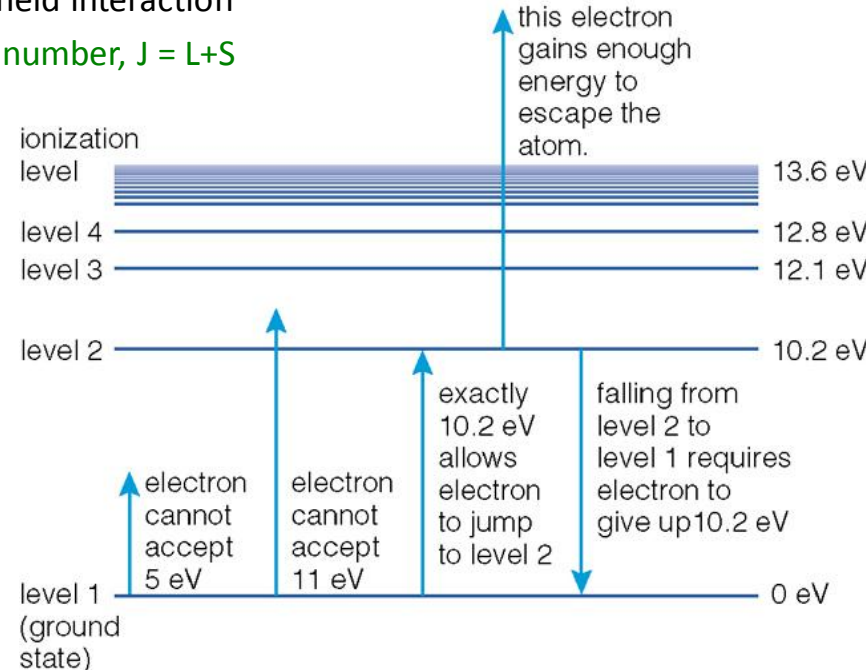 field interaction
number, J = L+S
this electron
gains enough
energy to
escape the
atom.
ionization
level
13.6 eV
level 4
12.8 eV
level 3
12.1 eV
level 2
10.2 eV
exactly
10.2 eV
allows
electron
to jump
to level 2
falling from
level 2 to
level 1 requires
electron to
give up10.2 eV
electron
cannot
accept
5 eV
electron
cannot
accept
11 eV
level 1
(ground
state)
0 eV